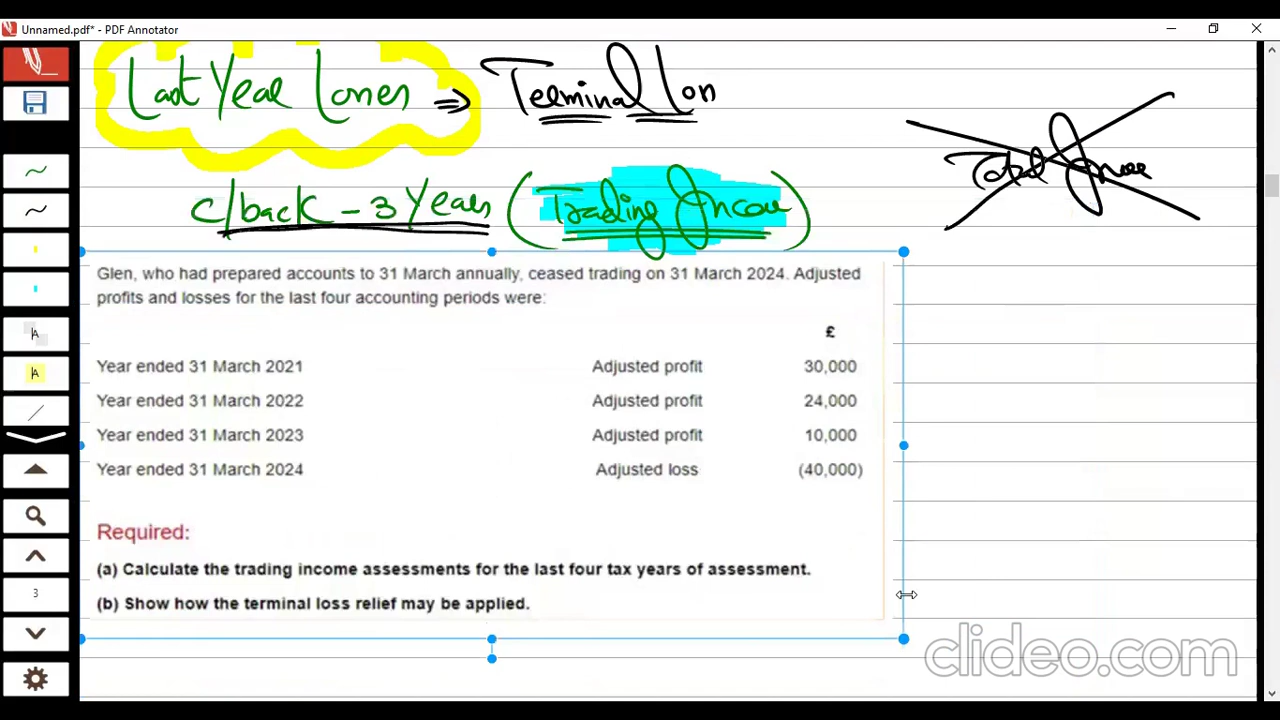 Unnamed.pdf* - PDF Annotator
Last Year Losses ⇒ Terminal Loss
Total Income
c/back - 3 Years (Trading Income)
Glen, who had prepared accounts to 31 March annually, ceased trading on 31 March 2024. Adjusted
profits and losses for the last four accounting periods were:
£
Year ended 31 March 2021 Adjusted profit 30,000
Year ended 31 March 2022 Adjusted profit 24,000
Year ended 31 March 2023 Adjusted profit 10,000
Year ended 31 March 2024 Adjusted loss (40,000)
Required:
(a) Calculate the trading income assessments for the last four tax years of assessment.
(b) Show how the terminal loss relief may be applied.
A
A
3
clideo.com